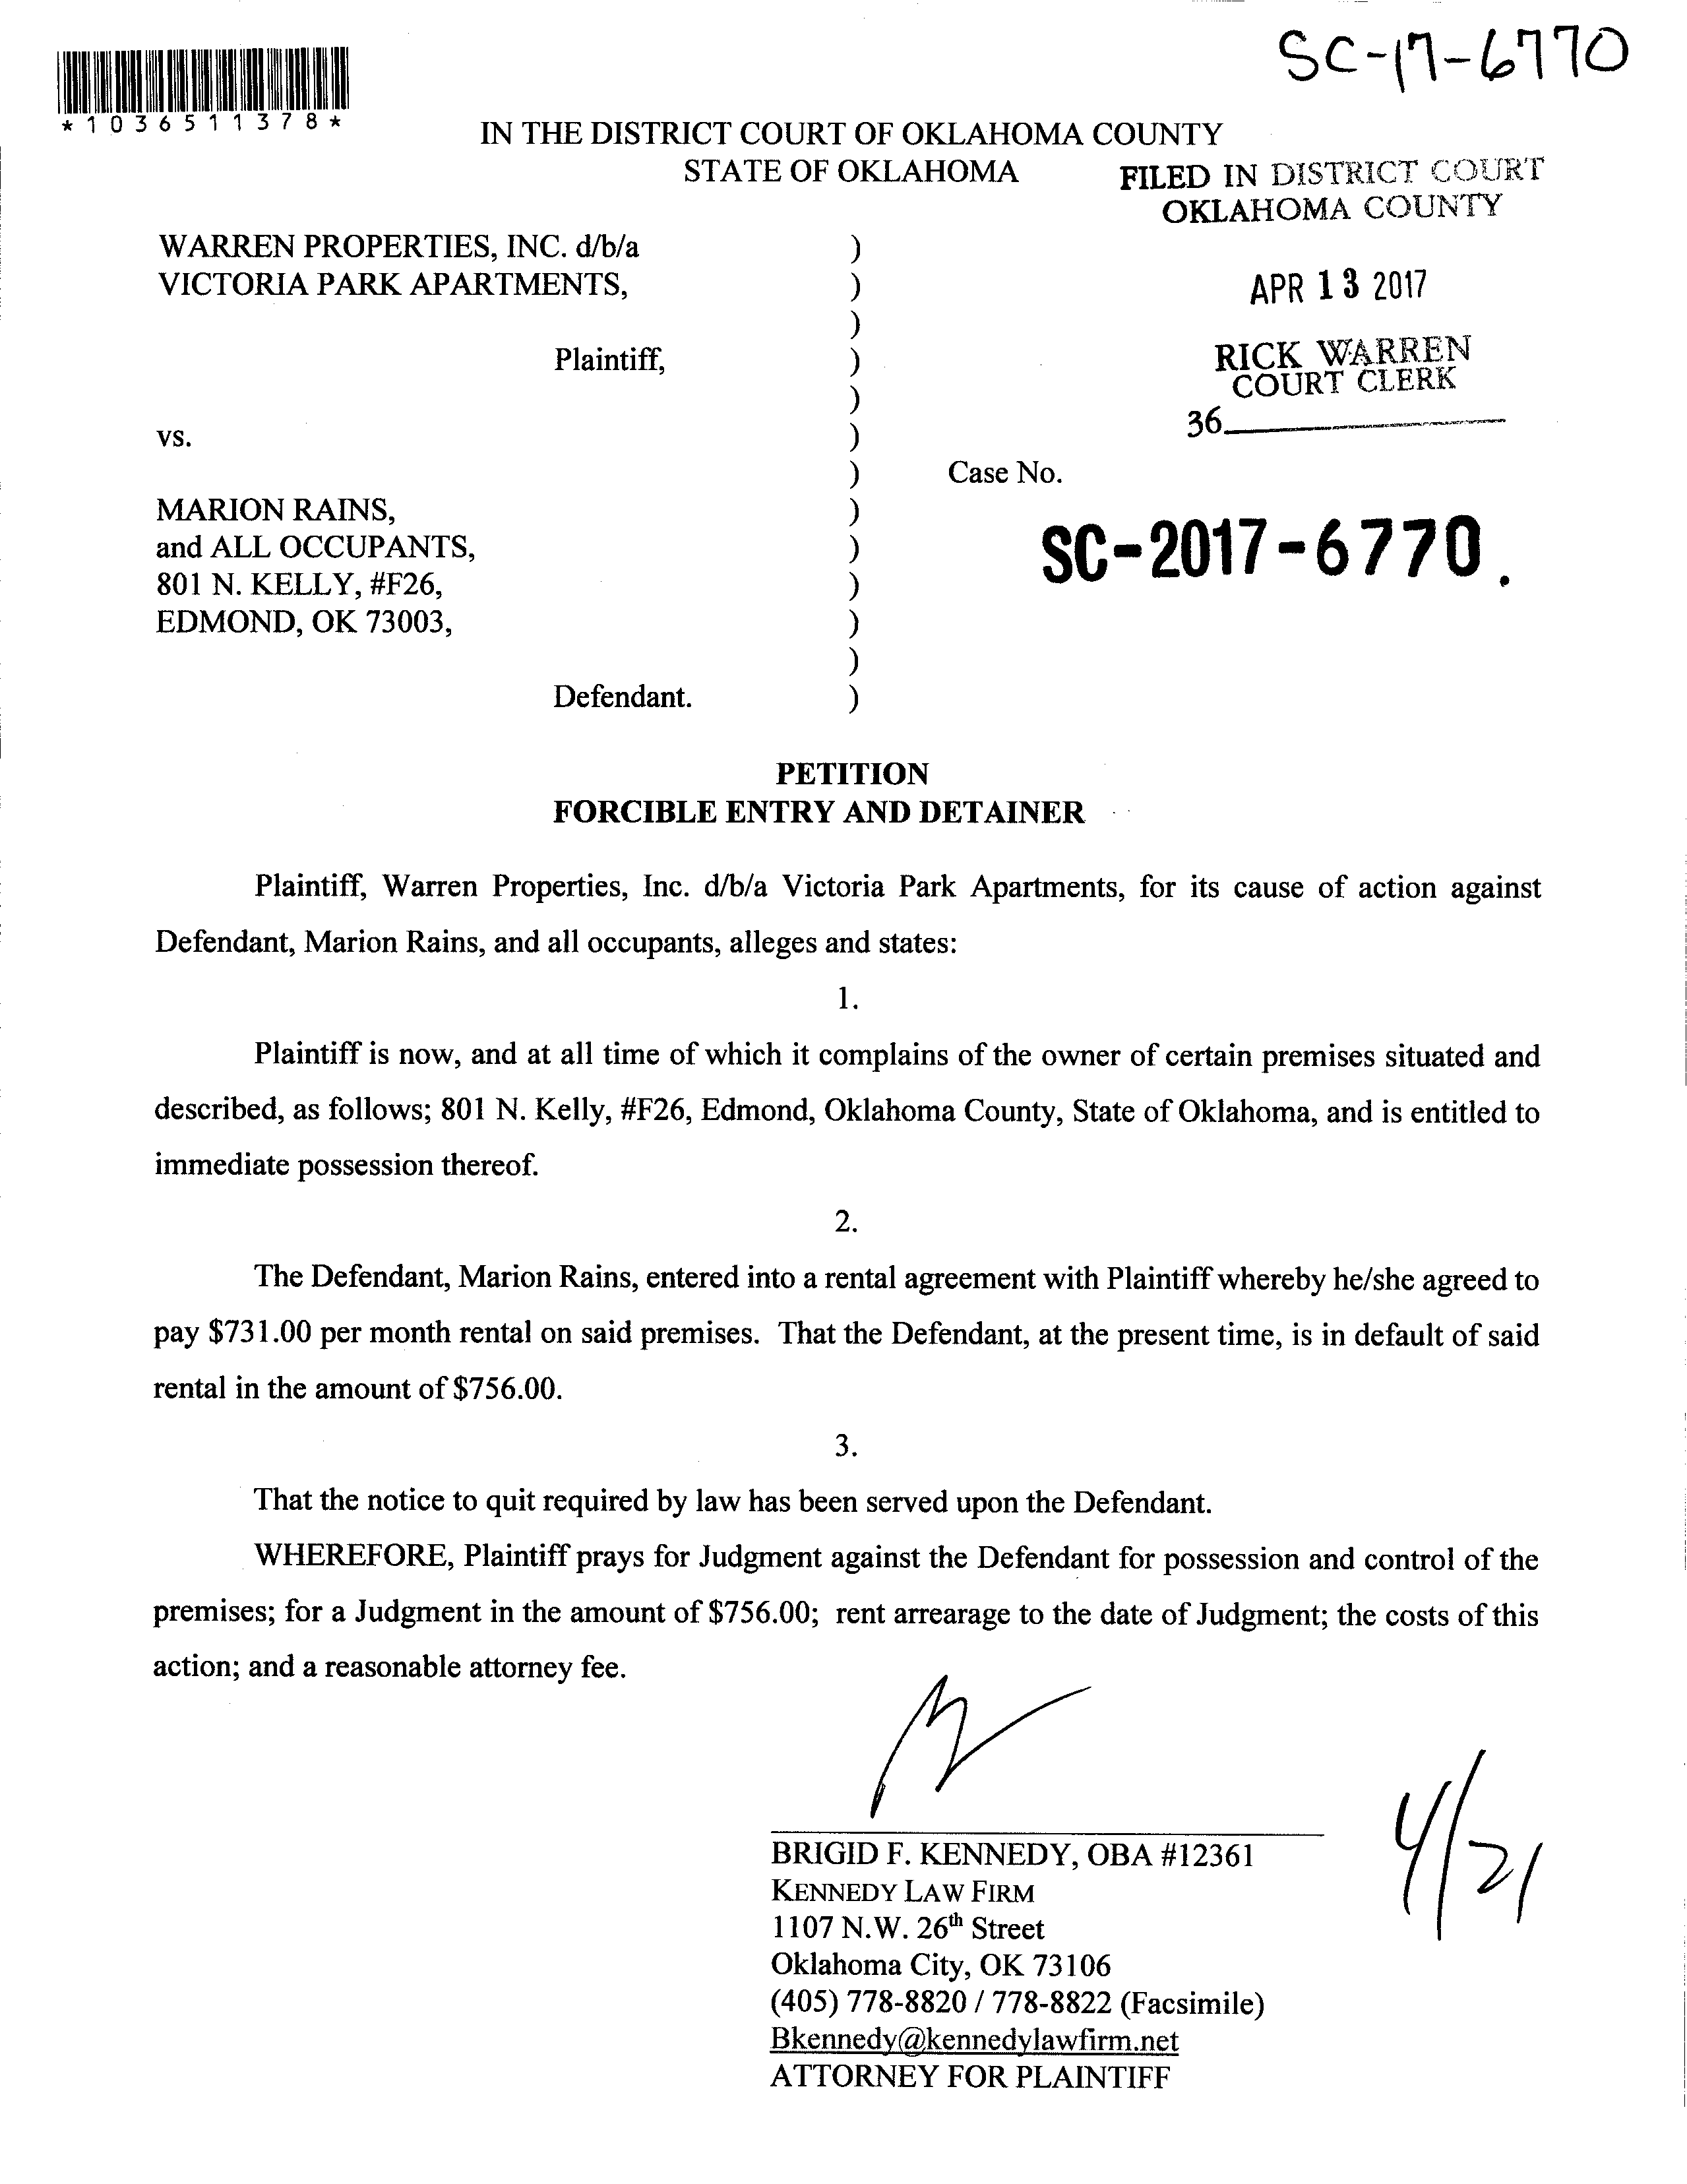 SC-17-6770
*1036511378*
IN THE DISTRICT COURT OF OKLAHOMA COUNTY
STATE OF OKLAHOMA
FILED IN DISTRICT COURT
OKLAHOMA COUNTY
WARREN PROPERTIES, INC. d/b/a )
VICTORIA PARK APARTMENTS, )
APR 13 2017
)
Plaintiff, )
RICK WARREN
COURT CLERK
)
36
vs. )
) Case No.
MARION RAINS, )
and ALL OCCUPANTS, )
SC-2017-6770.
801 N. KELLY, #F26, )
EDMOND, OK 73003, )
)
Defendant. )
PETITION
FORCIBLE ENTRY AND DETAINER
Plaintiff, Warren Properties, Inc. d/b/a Victoria Park Apartments, for its cause of action against
Defendant, Marion Rains, and all occupants, alleges and states:
1.
Plaintiff is now, and at all time of which it complains of the owner of certain premises situated and
described, as follows; 801 N. Kelly, #F26, Edmond, Oklahoma County, State of Oklahoma, and is entitled to
immediate possession thereof.
2.
The Defendant, Marion Rains, entered into a rental agreement with Plaintiff whereby he/she agreed to
pay $731.00 per month rental on said premises. That the Defendant, at the present time, is in default of said
rental in the amount of $756.00.
3.
That the notice to quit required by law has been served upon the Defendant.
WHEREFORE, Plaintiff prays for Judgment against the Defendant for possession and control of the
premises; for a Judgment in the amount of $756.00; rent arrearage to the date of Judgment; the costs of this
action; and a reasonable attorney fee.
BRIGID F. KENNEDY, OBA #12361
KENNEDY LAW FIRM
1107 N.W. 26th Street
Oklahoma City, OK 73106
(405) 778-8820 / 778-8822 (Facsimile)
Bkennedy@kennedylawfirm.net
ATTORNEY FOR PLAINTIFF
4/21